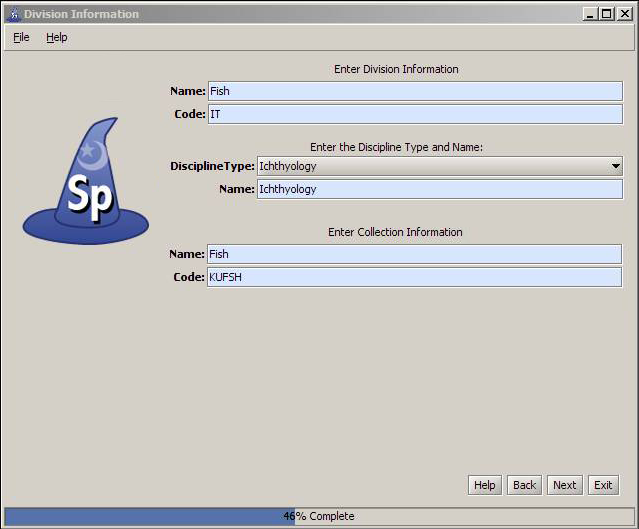 Division Information
File Help
Enter Division Information
Name: Fish
Code: IT
Enter the Discipline Type and Name:
DisciplineType: Ichthyology
Name: Ichthyology
Sp
Enter Collection Information
Name: Fish
Code: KUFSH
Help Back Next Exit
46% Complete